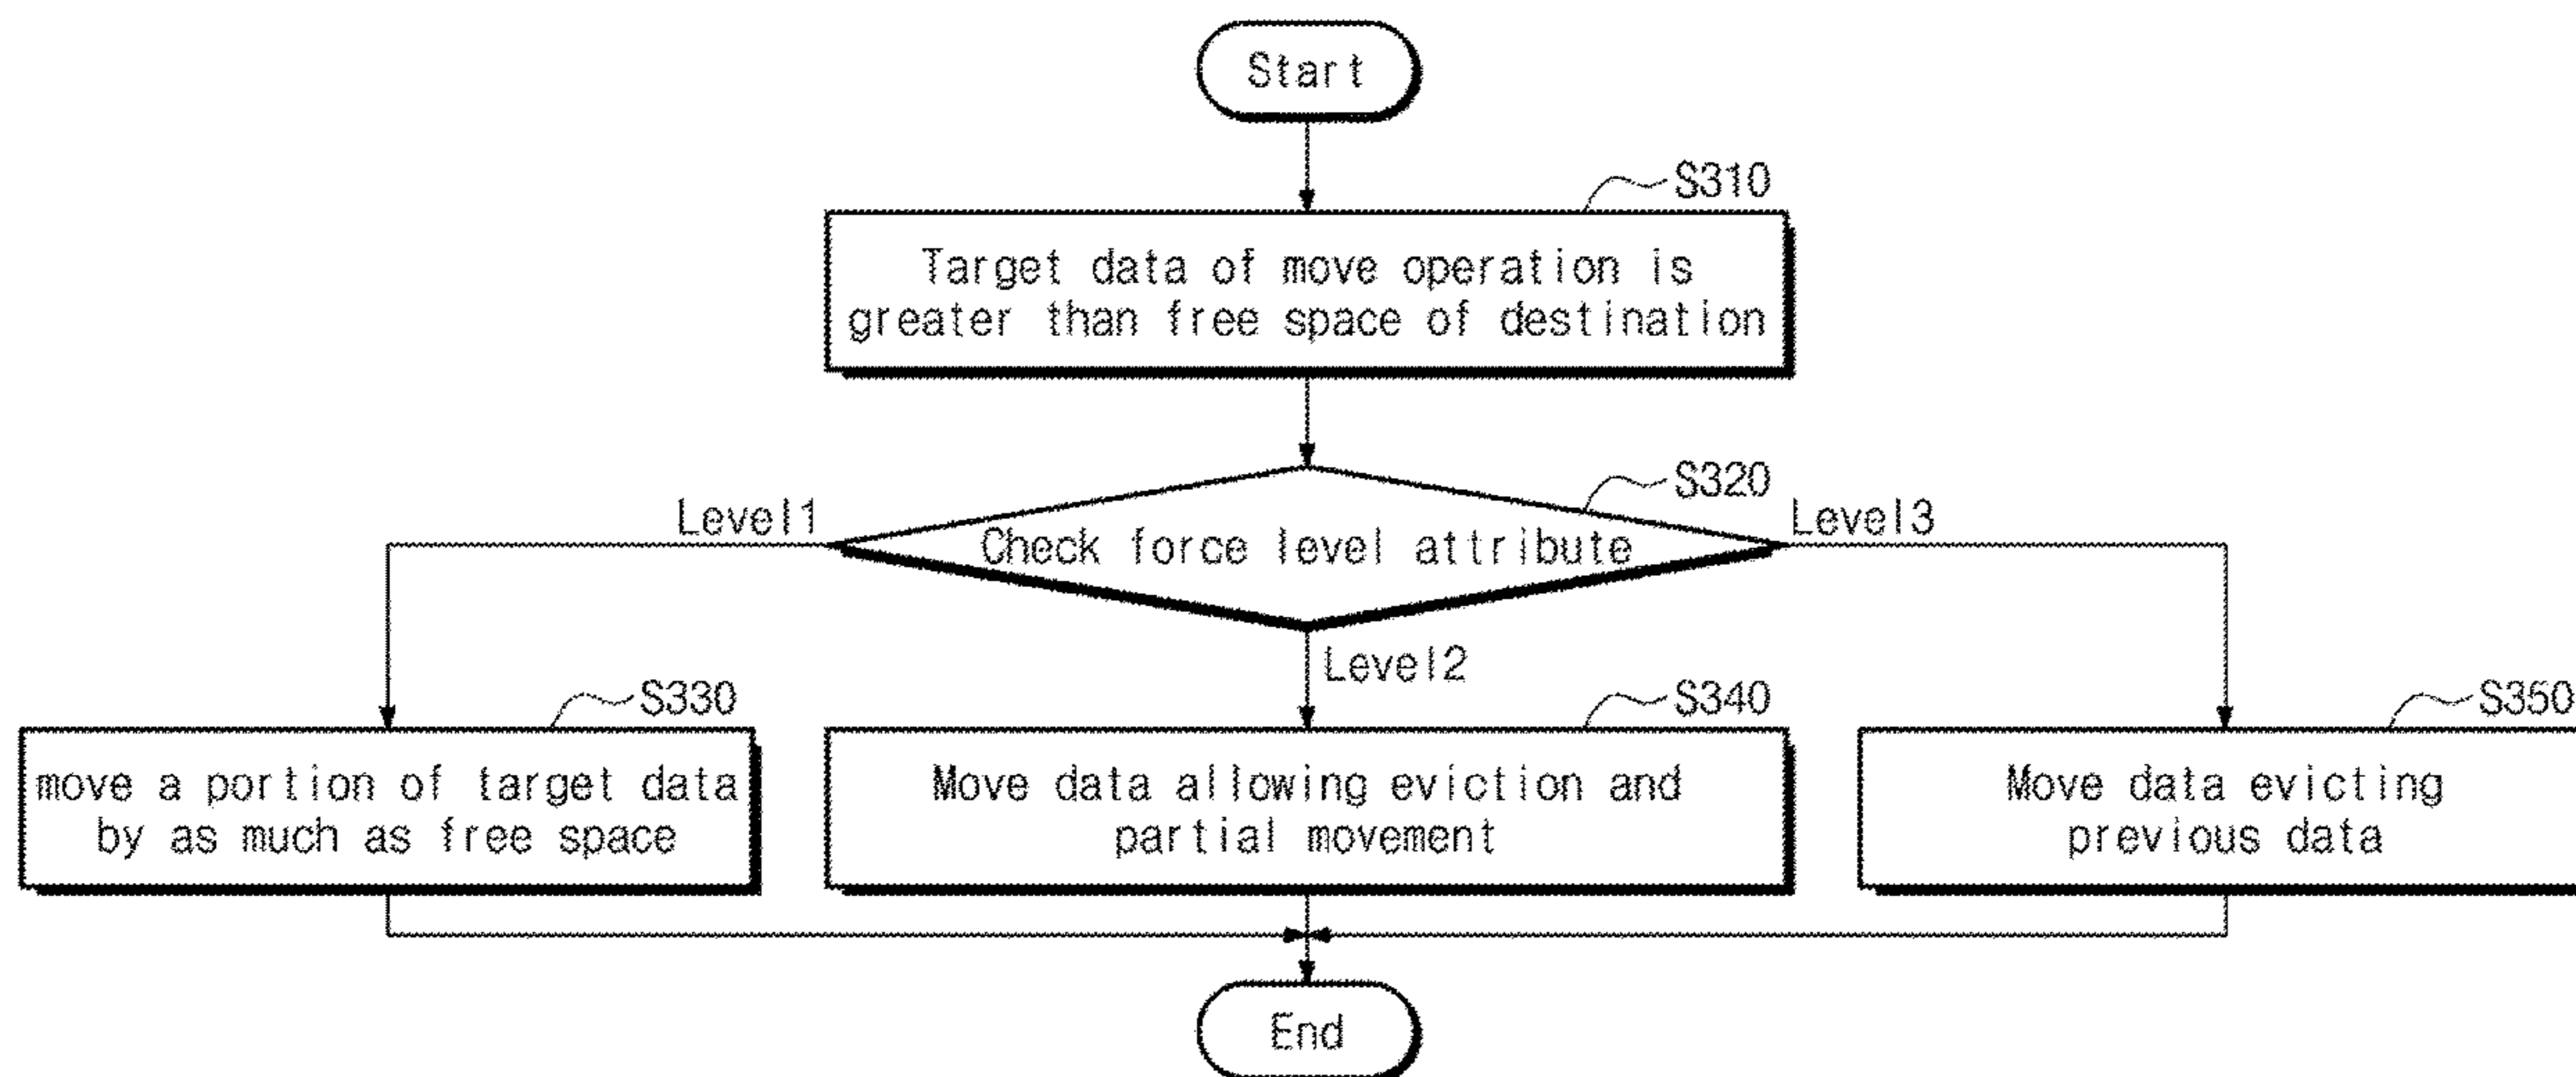 Start
S310
Target data of move operation is
greater than free space of destination
S320
Level1
Check force level attribute
Level3
Level2
S330
S340
S350
move a portion of target data
by as much as free space
Move data allowing eviction and
partial movement
Move data evicting
previous data
End